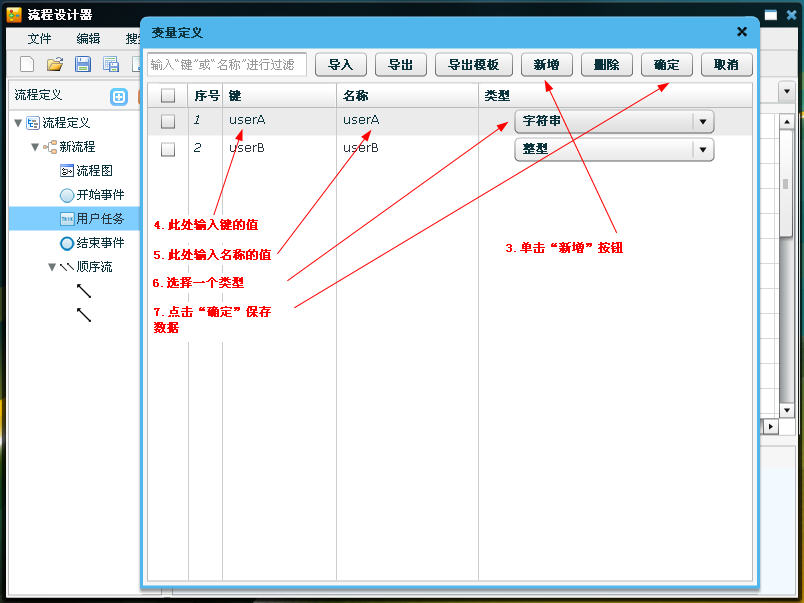 流程设计器
变量定义
文件 编辑
输入“键”或“名称”进行过滤 导入 导出 导出模板 新增 删除 确定 取消
流程定义
序号 键 名称 类型
1 userA userA 字符串
2 userB userB 整型
流程定义
新流程
流程图
开始事件
用户任务
结束事件
顺序流
4. 此处输入键的值
3. 单击“新增”按钮
5. 此处输入名称的值
6. 选择一个类型
7. 点击“确定”保存
数据